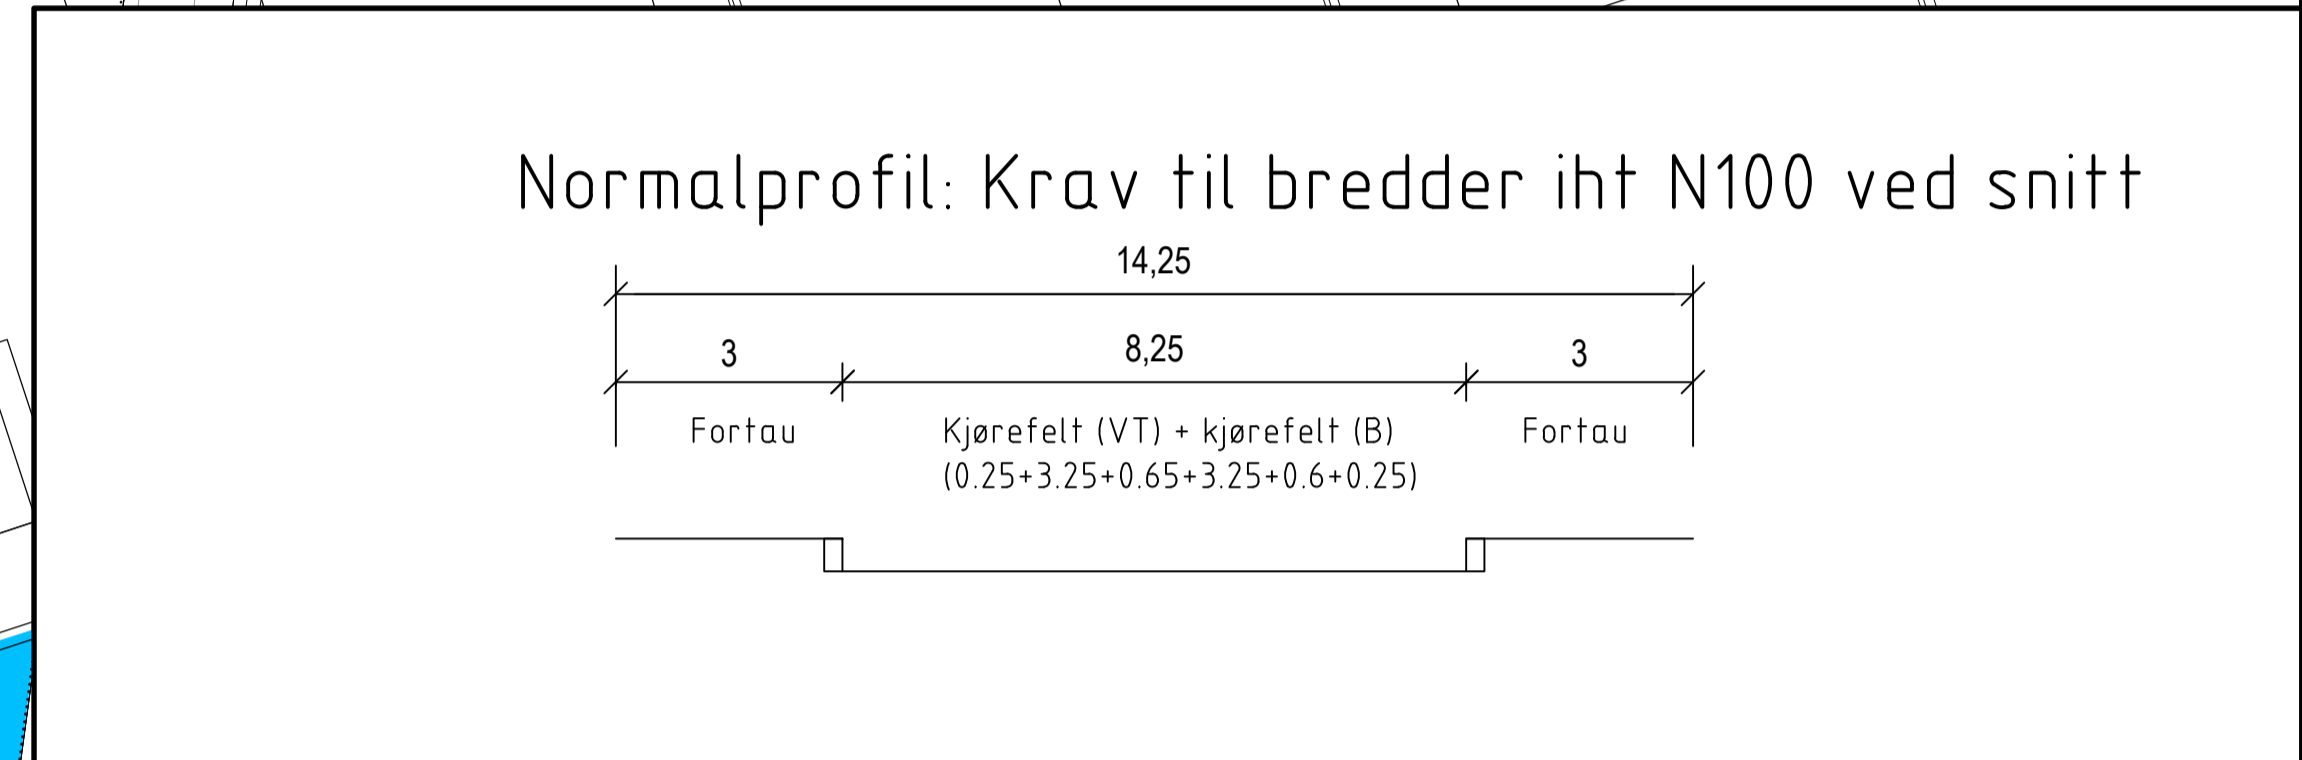 Normalprofil: Krav til bredder iht N100 ved snitt
14,25
3 8,25 3
Fortau Kjørefelt (VT) + kjørefelt (B) Fortau
(0.25+3.25+0.65+3.25+0.6+0.25)